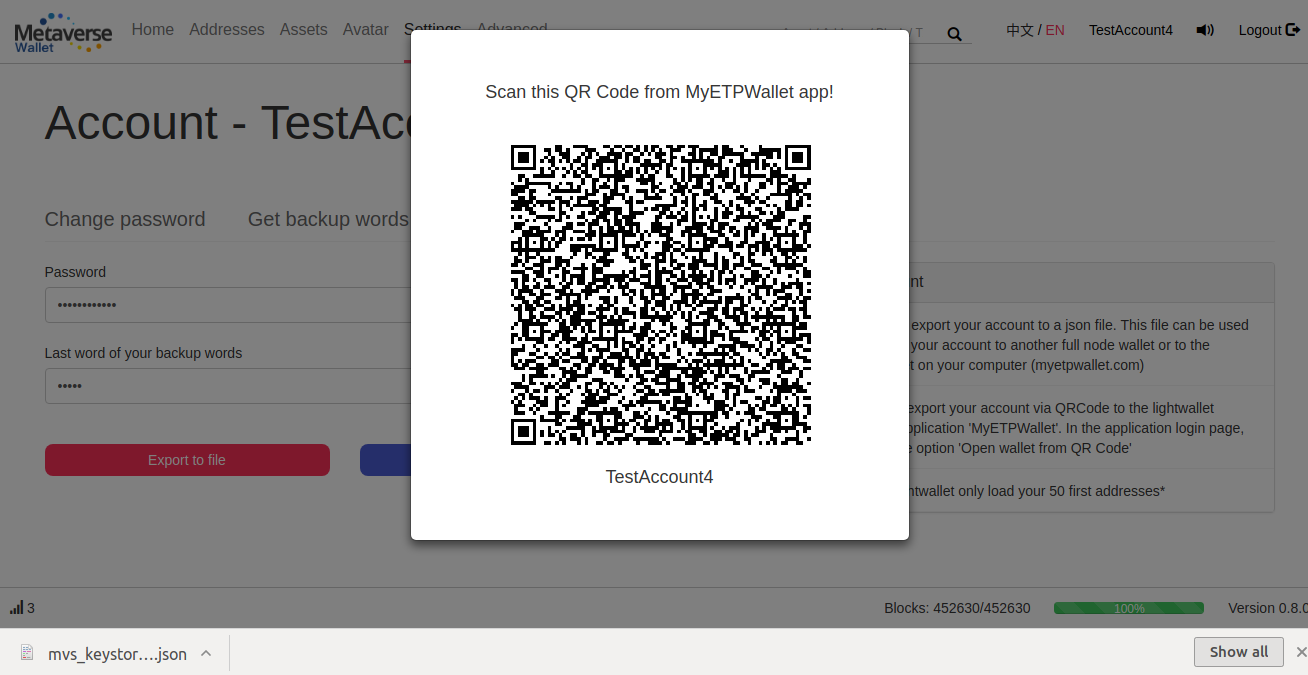 Metaverse
Wallet
Home Addresses Assets Avatar Settings Advanced
中文 / EN TestAccount4 Logout
Scan this QR Code from MyETPWallet app!
Account - TestAcc
Change password Get backup words
Password
••••••••••••
Last word of your backup words
•••••
Export to file
nt
export your account to a json file. This file can be used
your account to another full node wallet or to the
t on your computer (myetpwallet.com)
export your account via QRCode to the lightwallet
pplication 'MyETPWallet'. In the application login page,
e option 'Open wallet from QR Code'
htwallet only load your 50 first addresses*
TestAccount4
3
Blocks: 452630/452630 100% Version 0.8.0
mvs_keystor….json
Show all